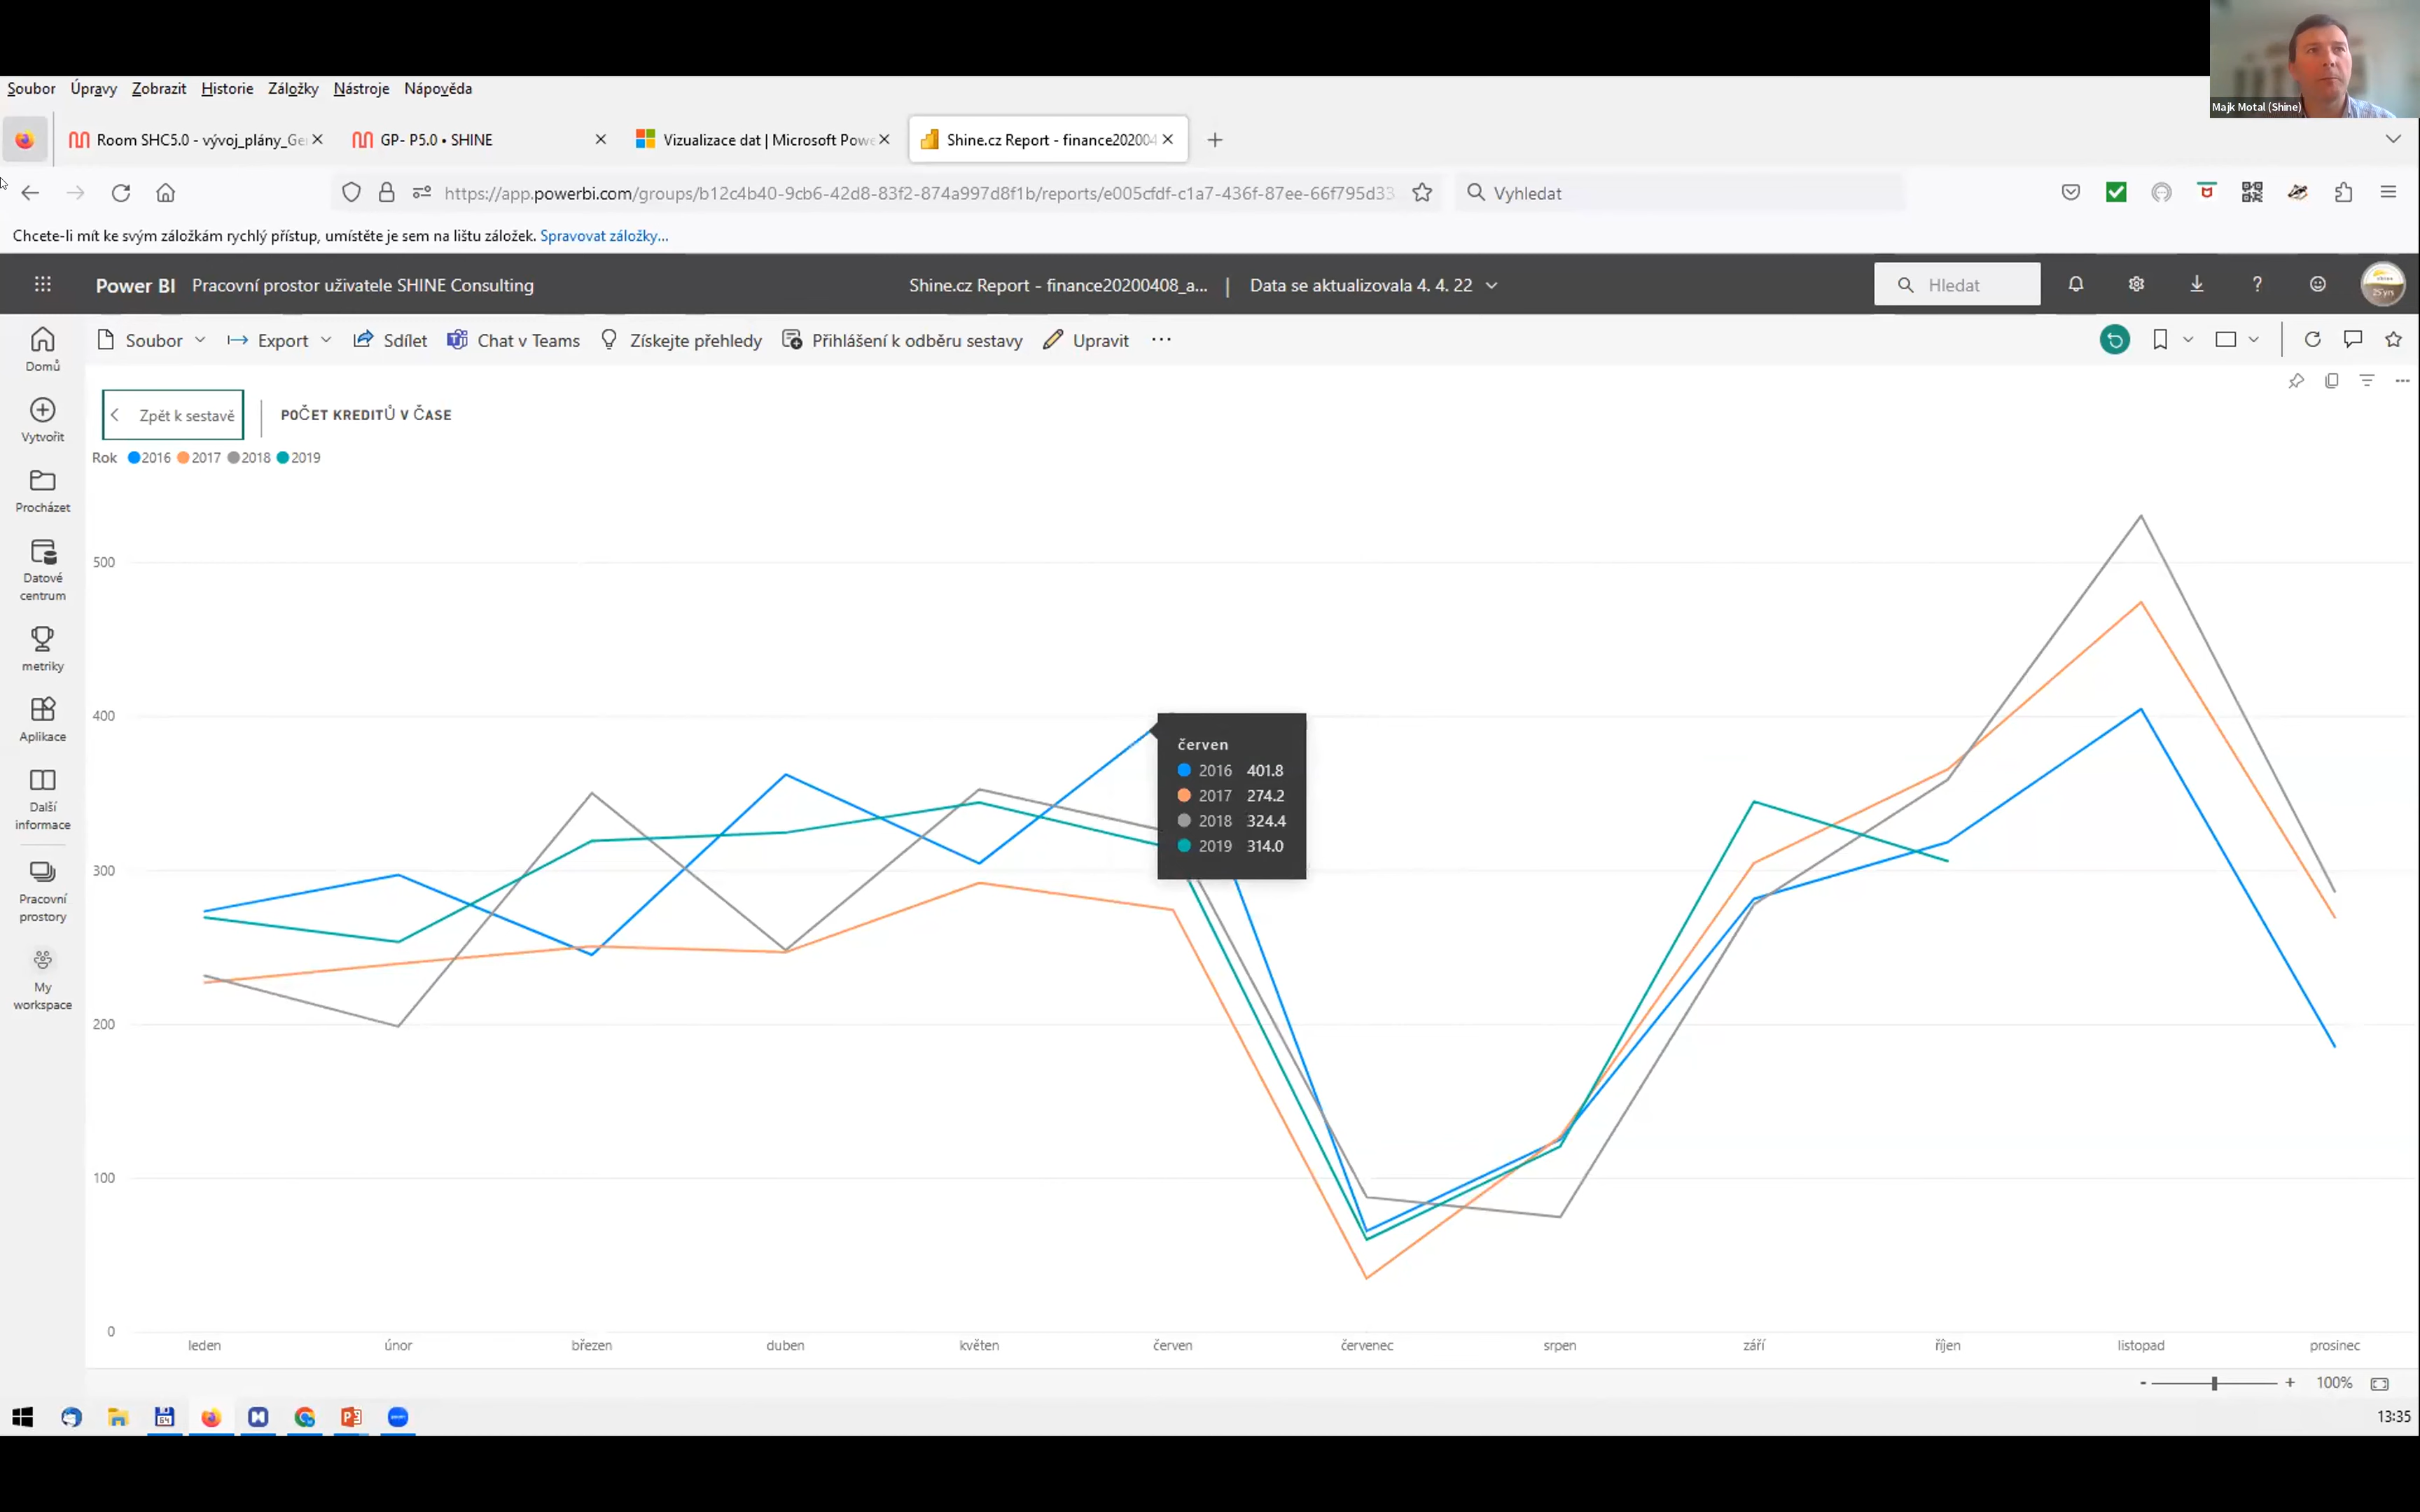 Majk Motal (Shine)
Soubor Úpravy Zobrazit Historie Záložky Nástroje Nápověda
Room SHC5.0 - vývoj_plány_Ge GP- P5.0 • SHINE Vizualizace dat | Microsoft Powe Shine.cz Report - finance202004
https://app.powerbi.com/groups/b12c4b40-9cb6-42d8-83f2-874a997d8f1b/reports/e005cfdf-c1a7-436f-87ee-66f795d33 Vyhledat
Chcete-li mít ke svým záložkám rychlý přístup, umístěte je sem na lištu záložek. Spravovat záložky...
Power BI Pracovní prostor uživatele SHINE Consulting Shine.cz Report - finance20200408_a... | Data se aktualizovala 4. 4. 22 Hledat
Soubor Export Sdílet Chat v Teams Získejte přehledy Přihlášení k odběru sestavy Upravit ...
Domů
Vytvořit
Procházet
Datové
centrum
metriky
Aplikace
Další
informace
Pracovní
prostory
My
workspace
Zpět k sestavě POČET KREDITŮ V ČASE
Rok 2016 2017 2018 2019
500
400
300
200
100
0
červen
2016 401.8
2017 274.2
2018 324.4
2019 314.0
leden únor březen duben květen červen červenec srpen září říjen listopad prosinec
- + 100%
13:35